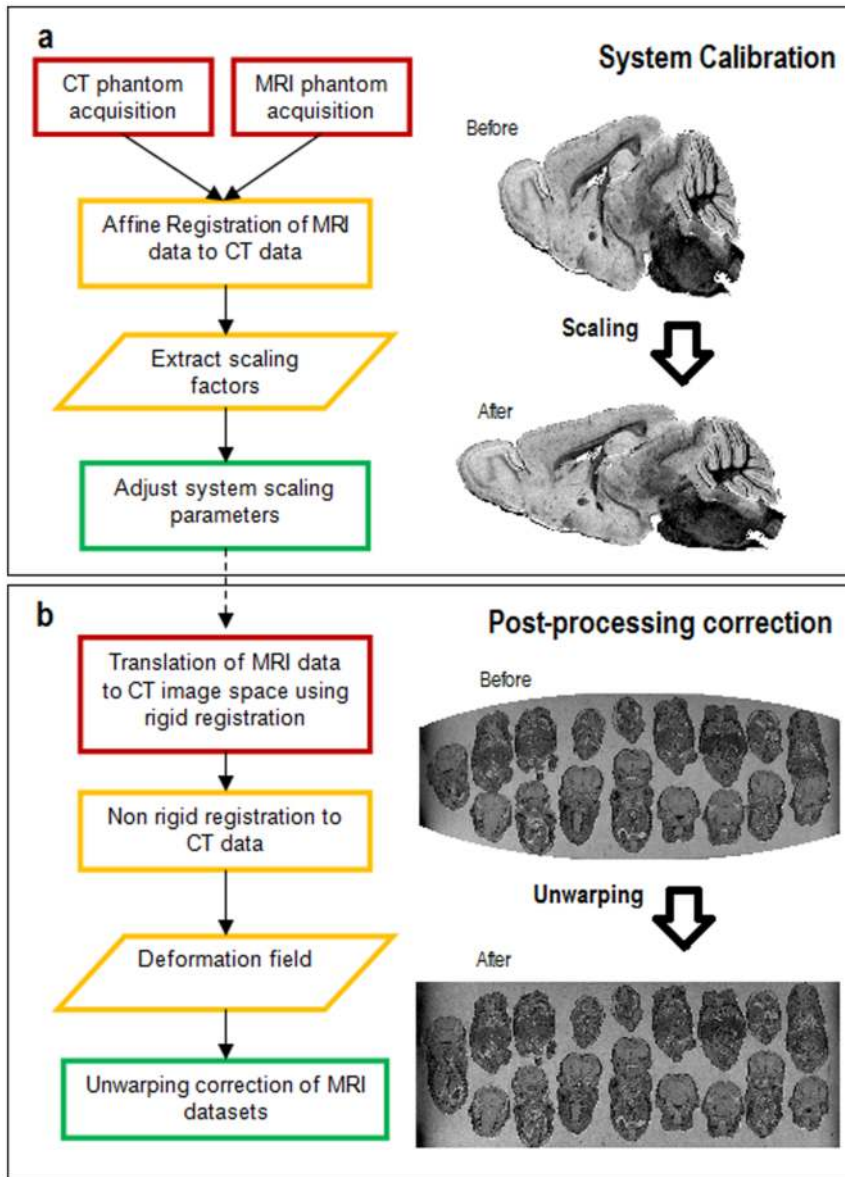 a
System Calibration
CT phantom
acquisition
MRI phantom
acquisition
Before
Affine Registration of MRI
data to CT data
Scaling
Extract scaling
factors
After
Adjust system scaling
parameters
b
Post-processing correction
Translation of MRI data
to CT image space using
rigid registration
Before
Non rigid registration to
CT data
Unwarping
Deformation field
After
Unwarping correction of MRI
datasets